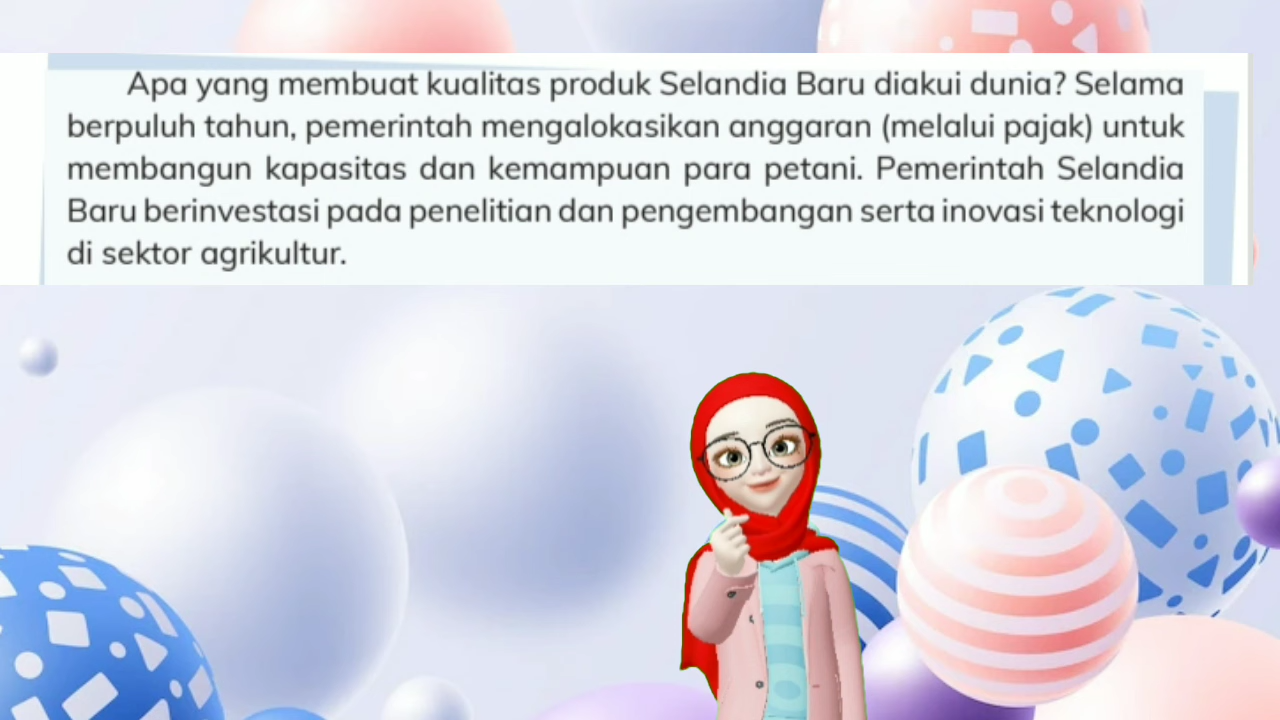 Apa yang membuat kualitas produk Selandia Baru diakui dunia? Selama
berpuluh tahun, pemerintah mengalokasikan anggaran (melalui pajak) untuk
membangun kapasitas dan kemampuan para petani. Pemerintah Selandia
Baru berinvestasi pada penelitian dan pengembangan serta inovasi teknologi
di sektor agrikultur.